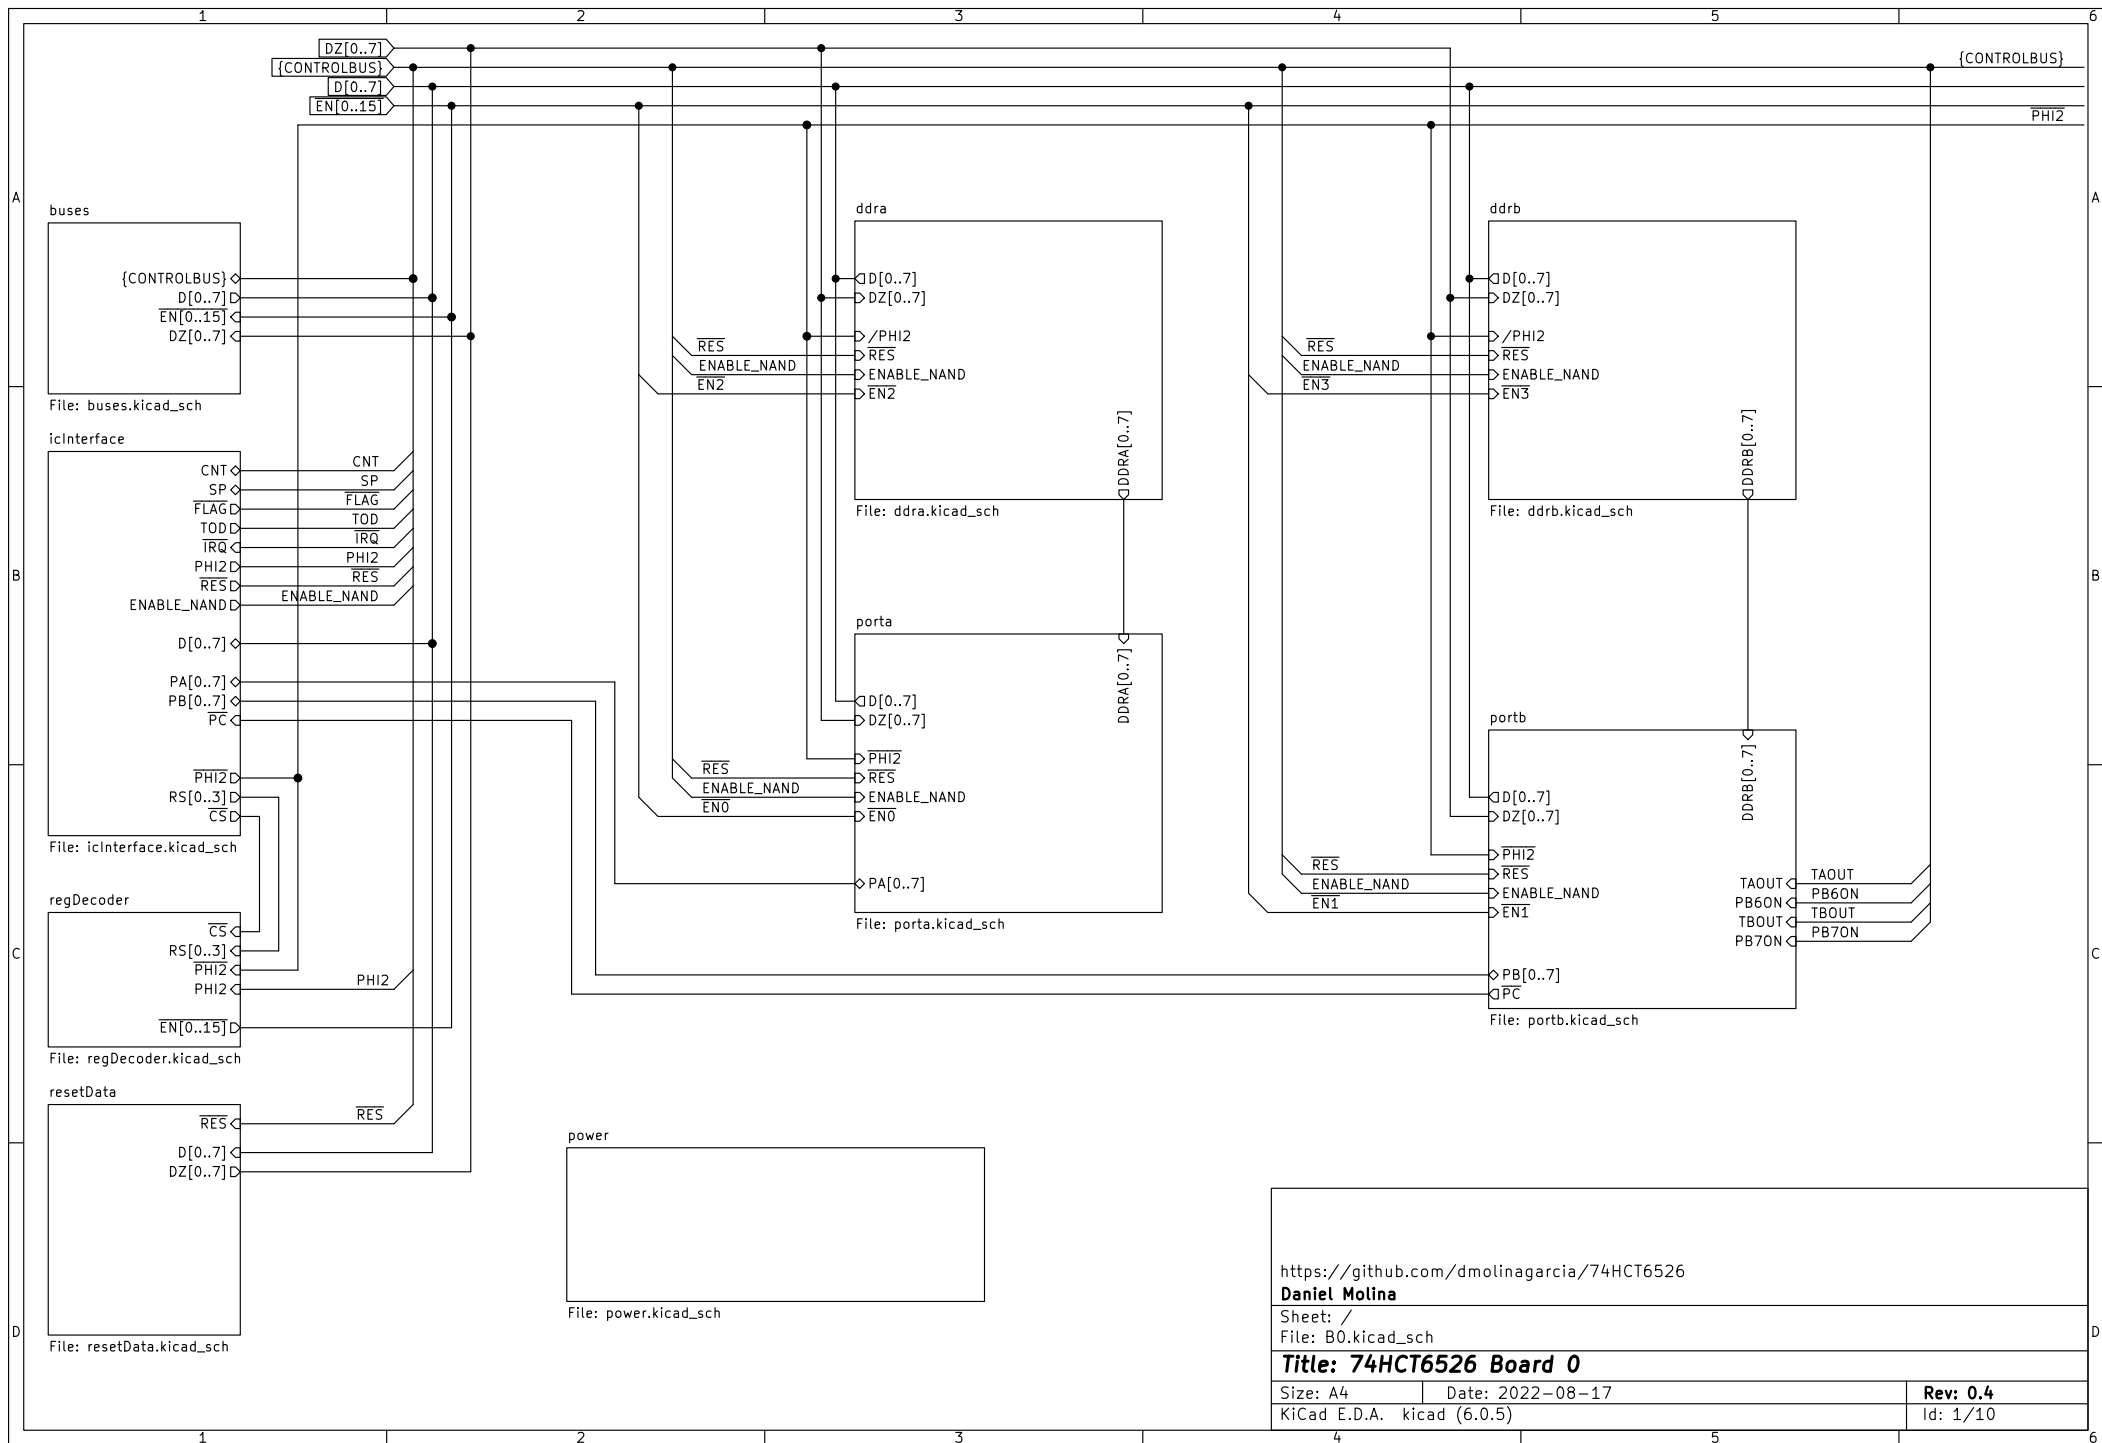 1 2 3 4 5 6
DZ[0..7]
{CONTROLBUS}
D[0..7]
EN[0..15]
{CONTROLBUS}
PHI2
A
A
buses
{CONTROLBUS}
D[0..7]
EN[0..15]
DZ[0..7]
File: buses.kicad_sch
icInterface
CNT CNT
SP SP
FLAG FLAG
TOD TOD
IRQ IRQ
PHI2 PHI2
RES RES
ENABLE_NAND ENABLE_NAND
D[0..7]
PA[0..7]
PB[0..7]
PC
PHI2
RS[0..3]
CS
File: icInterface.kicad_sch
B
B
regDecoder
CS
RS[0..3]
PHI2
PHI2 PHI2
EN[0..15]
File: regDecoder.kicad_sch
C
C
resetData
RES RES
D[0..7]
DZ[0..7]
File: resetData.kicad_sch
D
D
ddra
D[0..7]
DZ[0..7]
/PHI2
RES RES
ENABLE_NAND ENABLE_NAND
EN2 EN2
DDRA[0..7]
File: ddra.kicad_sch
porta
DDRA[0..7]
D[0..7]
DZ[0..7]
PHI2
RES RES
ENABLE_NAND ENABLE_NAND
EN0 EN0
PA[0..7]
File: porta.kicad_sch
ddrb
D[0..7]
DZ[0..7]
/PHI2
RES RES
ENABLE_NAND ENABLE_NAND
EN3 EN3
DDRB[0..7]
File: ddrb.kicad_sch
portb
DDRB[0..7]
D[0..7]
DZ[0..7]
PHI2
RES RES
ENABLE_NAND ENABLE_NAND
EN1 EN1
TAOUT TAOUT
PB6ON PB6ON
TBOUT TBOUT
PB7ON PB7ON
PB[0..7]
PC
File: portb.kicad_sch
power
File: power.kicad_sch
https://github.com/dmolinagarcia/74HCT6526
Daniel Molina
Sheet: /
File: B0.kicad_sch
Title: 74HCT6526 Board 0
Size: A4 Date: 2022-08-17 Rev: 0.4
KiCad E.D.A. kicad (6.0.5) Id: 1/10
1 2 3 4 5 6